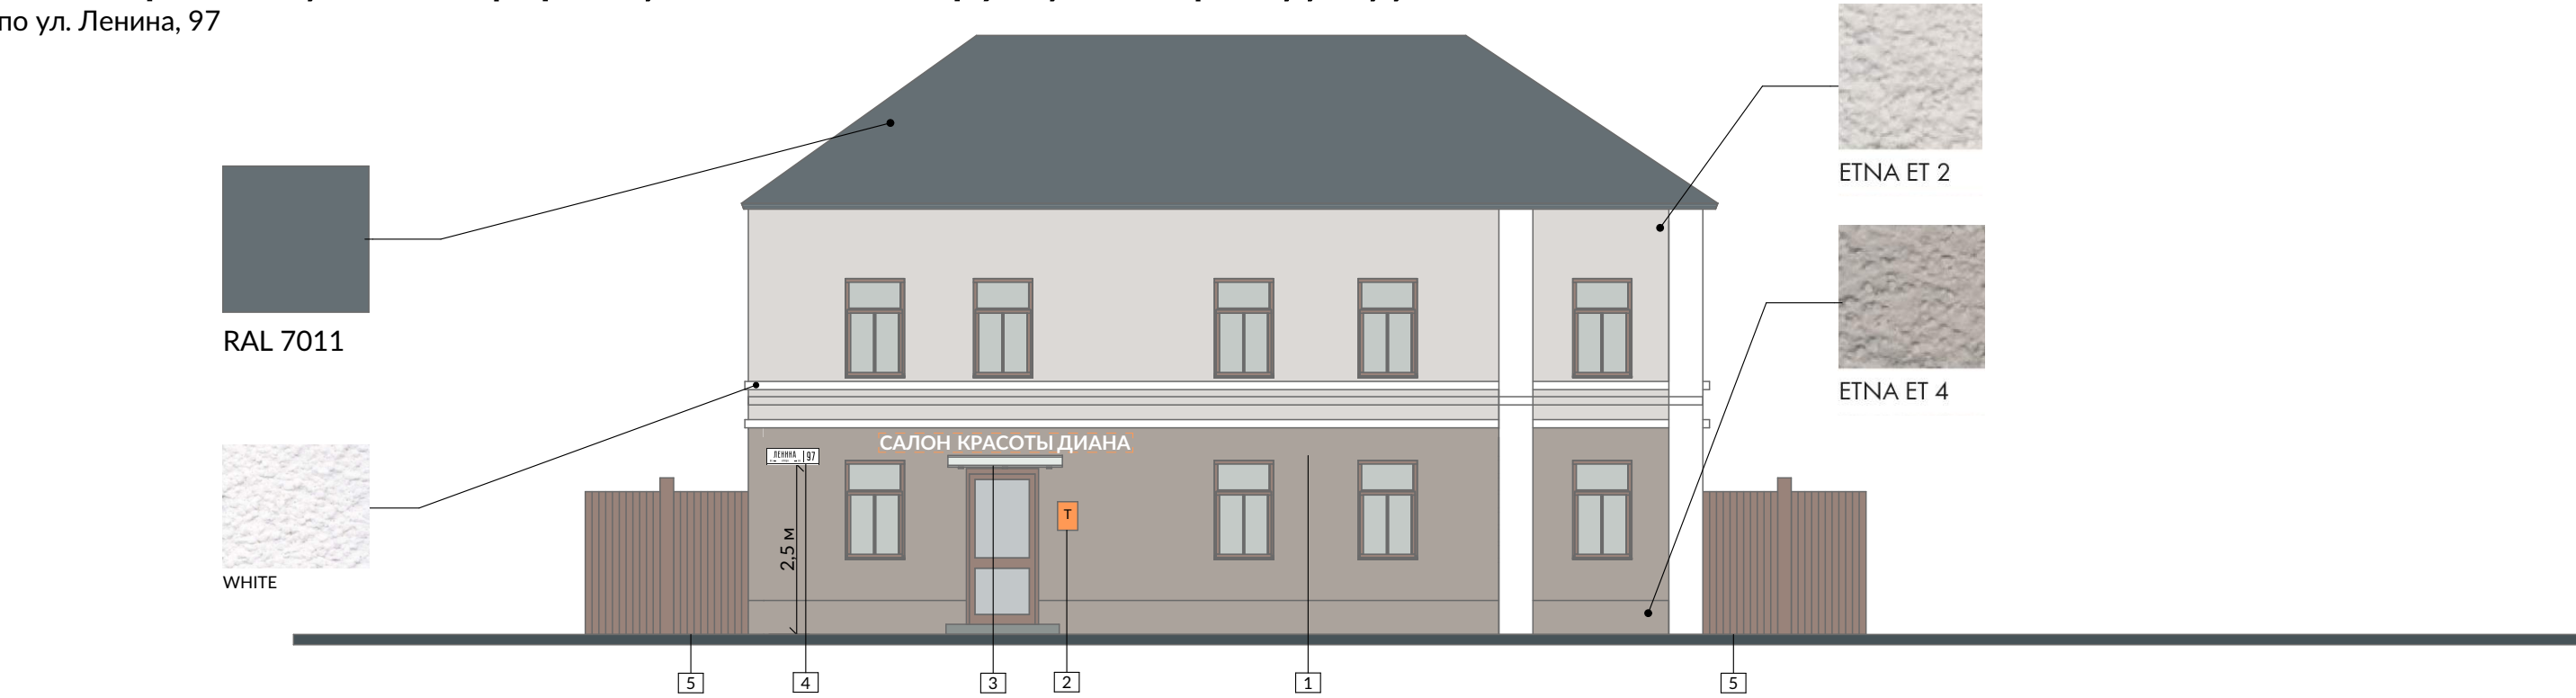 по ул. Ленина, 97
ETNA ET 2
RAL 7011
ETNA ET 4
САЛОН КРАСОТЫ ДИАНА
ЛЕНИНА 97
Т
2,5 м
WHITE
5
4
3
2
1
5